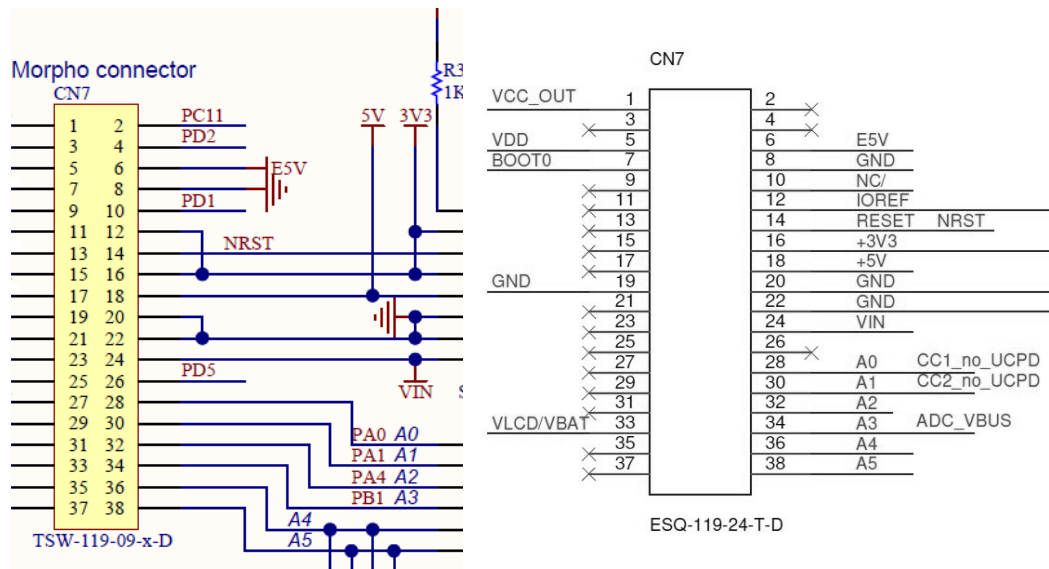 Morpho connector
CN7
R3
1K
5V 3V3
1 2 PC11
3 4 PD2
5 6 E5V
7 8
9 10 PD1
11 12
13 14 NRST
15 16
17 18
19 20
21 22
23 24
VIN
25 26 PD5
27 28
29 30
31 32 PA0 A0
33 34 PA1 A1
35 36 PA4 A2
37 38 PB1 A3
A4
A5
TSW-119-09-x-D
CN7
VCC_OUT 1 2
3 4
VDD 5 6 E5V
BOOT0 7 8 GND
9 10 NC/
11 12 IOREF
13 14 RESET NRST
15 16 +3V3
17 18 +5V
GND 19 20 GND
21 22 GND
23 24 VIN
25 26
27 28 A0 CC1_no_UCPD
29 30 A1 CC2_no_UCPD
31 32 A2
VLCD/VBAT 33 34 A3 ADC_VBUS
35 36 A4
37 38 A5
ESQ-119-24-T-D